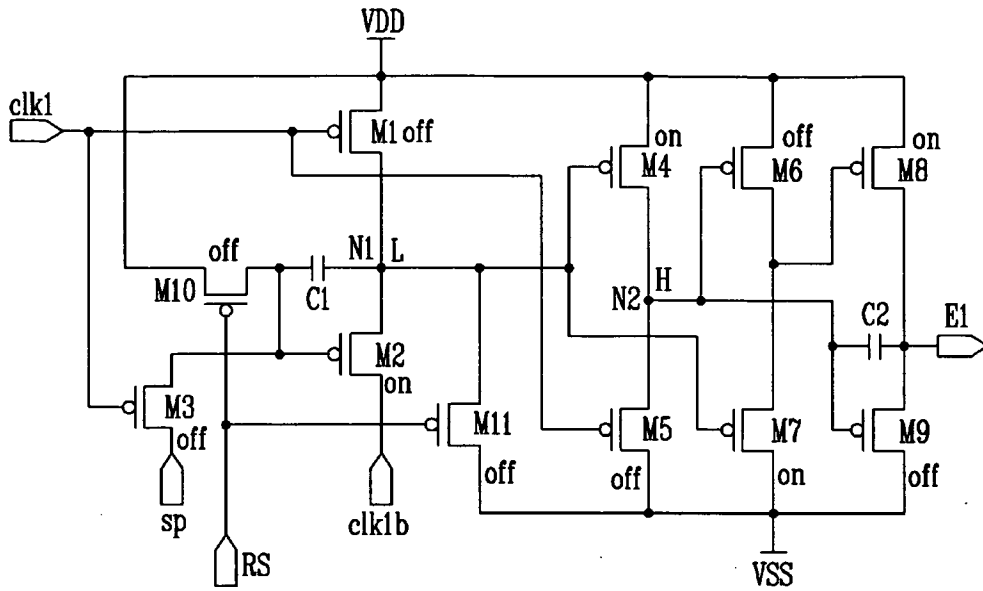 VDD
clk1
M1 off
on
off
on
M4
M6
M8
off
N1 L
H
M10
C1
N2
C2
E1
M2
on
M3
off
M11
off
M5
off
M7
on
M9
off
sp
clk1b
RS
VSS